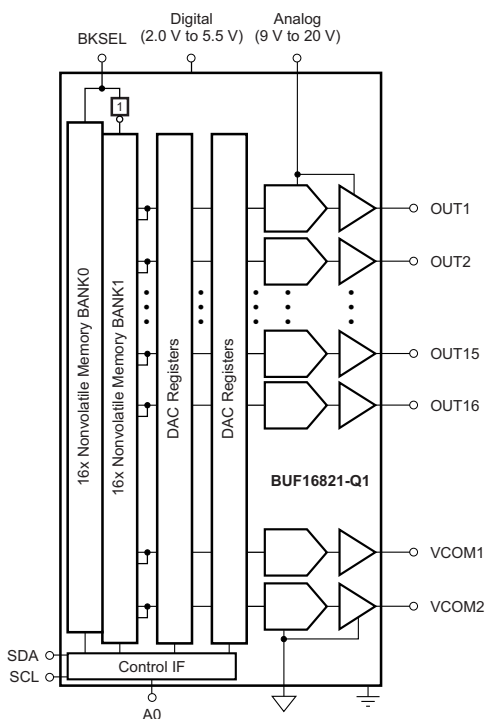 Digital
(2.0 V to 5.5 V)
Analog
(9 V to 20 V)
BKSEL
1
16x Nonvolatile Memory BANK0
16x Nonvolatile Memory BANK1
DAC Registers
DAC Registers
OUT1
OUT2
OUT15
OUT16
BUF16821-Q1
VCOM1
VCOM2
SDA
SCL
Control IF
A0